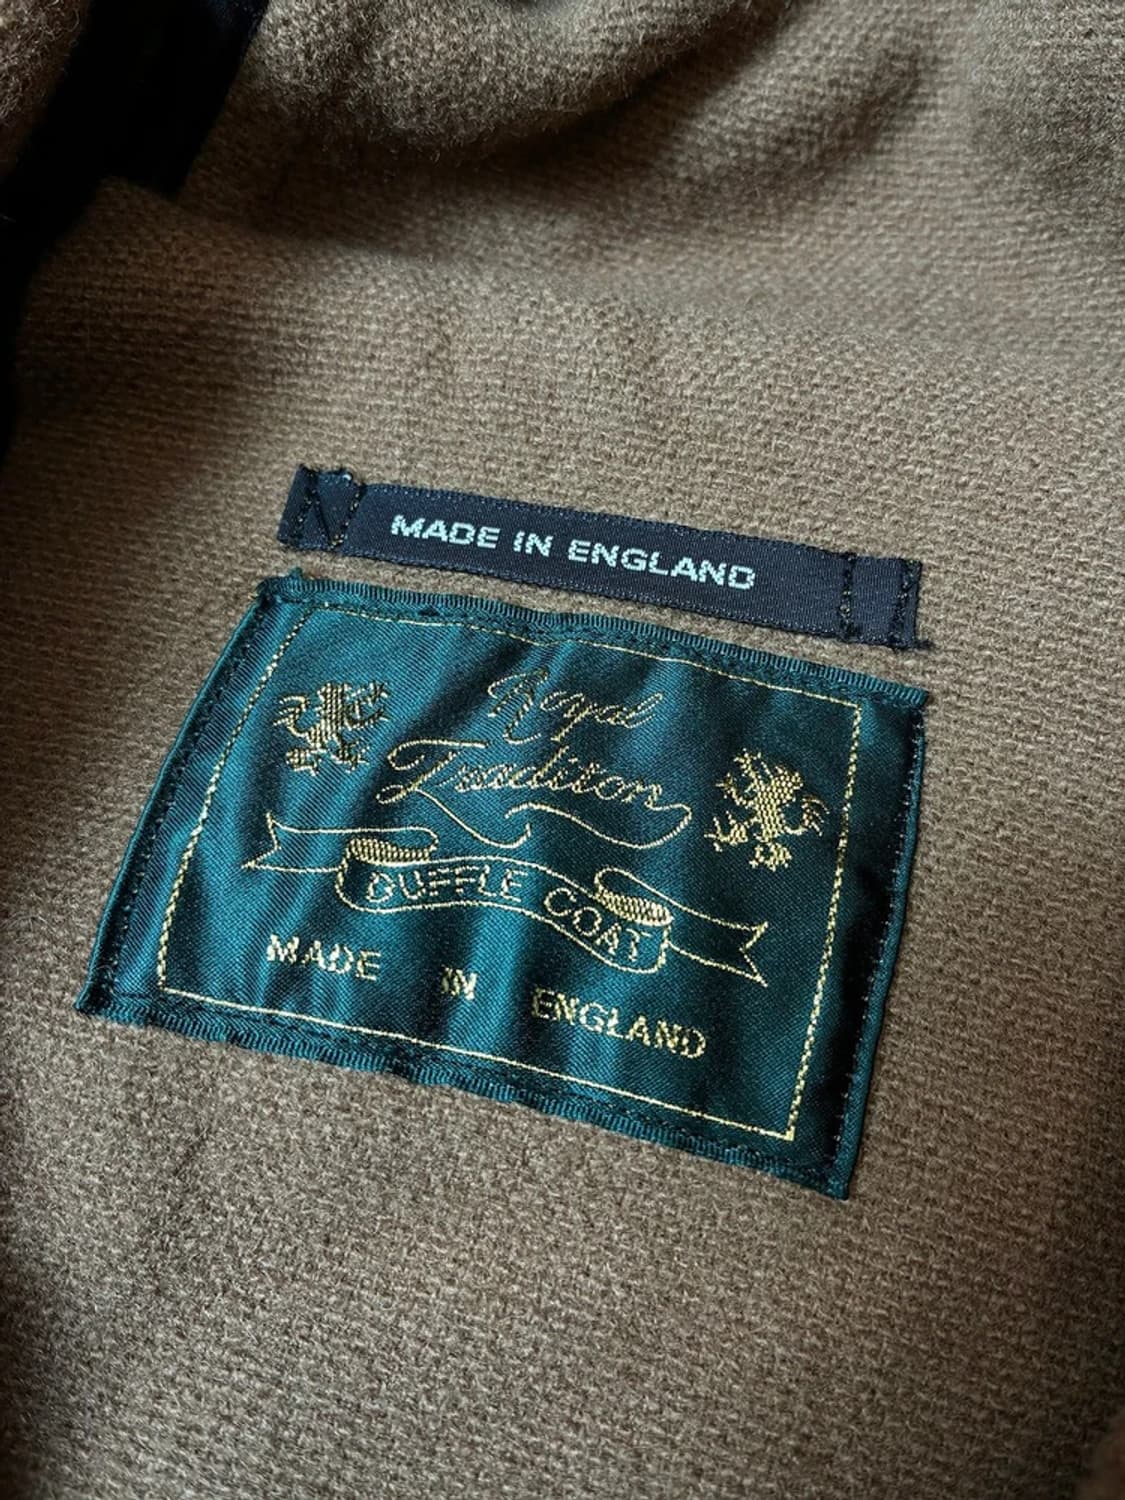 MADE IN ENGLAND
Royal
Tradition
DUFFLE COAT
MADE IN ENGLAND